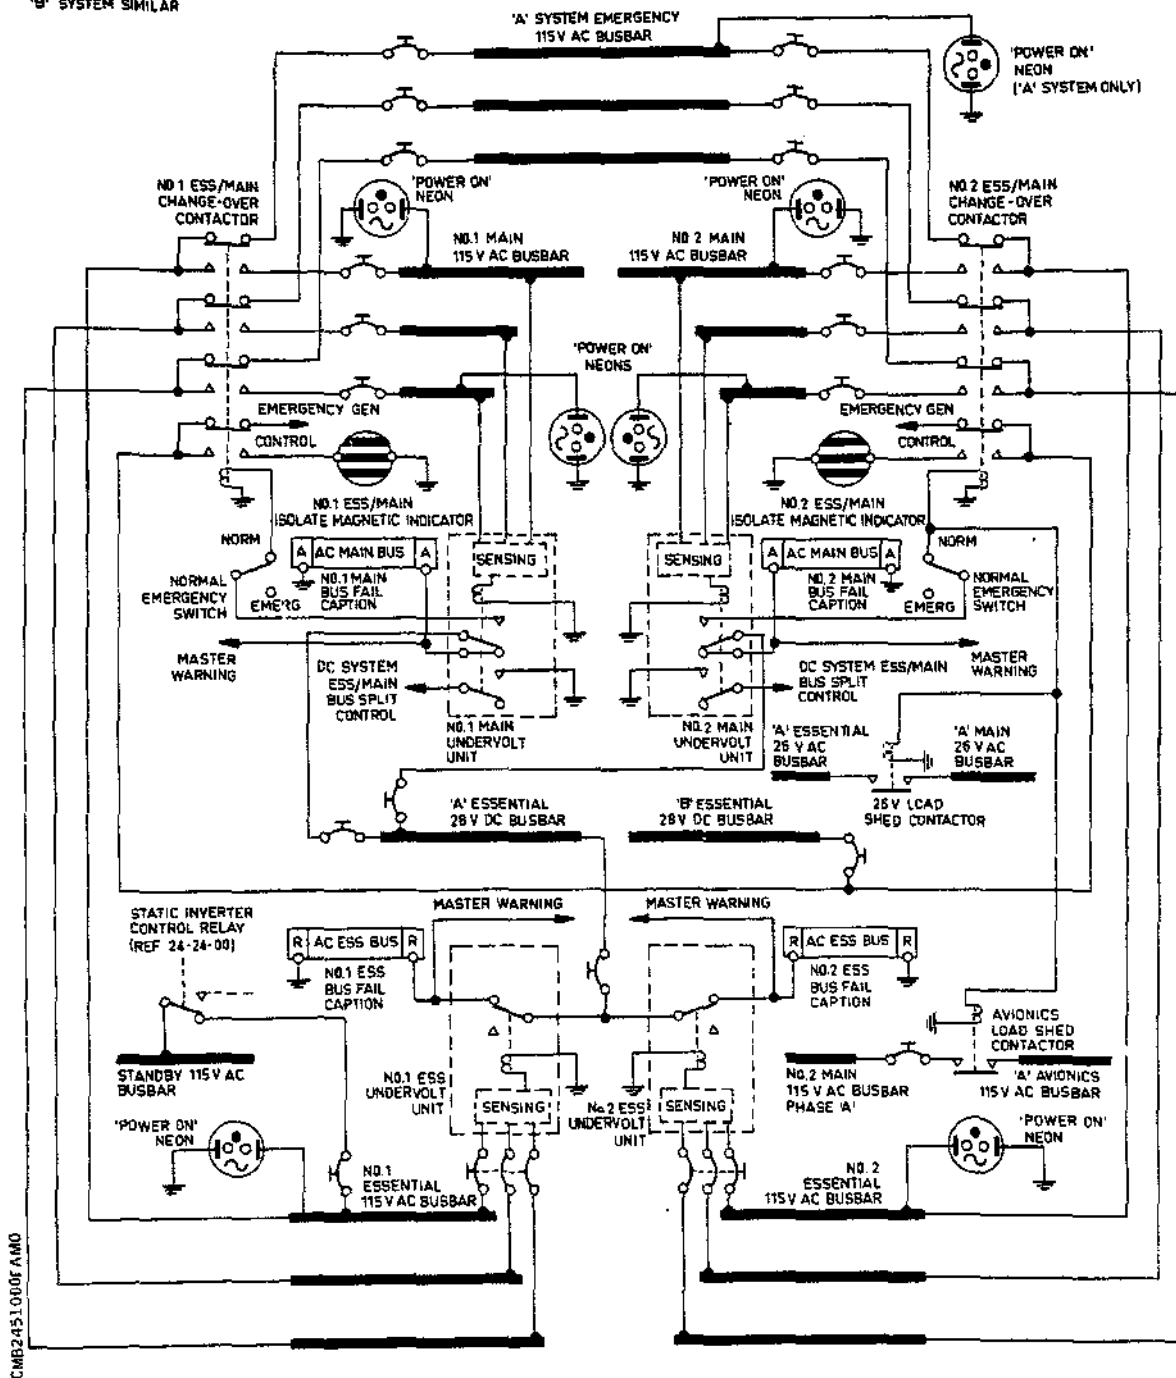 'B' SYSTEM SIMILAR
'A' SYSTEM EMERGENCY
115V AC BUSBAR
'POWER ON'
NEON
('A' SYSTEM ONLY)
NO.1 ESS/MAIN
CHANGE-OVER
CONTACTOR
'POWER ON'
NEON
'POWER ON'
NEON
NO.2 ESS/MAIN
CHANGE-OVER
CONTACTOR
NO.1 MAIN
115V AC BUSBAR
NO.2 MAIN
115V AC BUSBAR
'POWER ON'
NEONS
EMERGENCY GEN
CONTROL
EMERGENCY GEN
CONTROL
NO.1 ESS/MAIN
ISOLATE MAGNETIC INDICATOR
NO.2 ESS/MAIN
ISOLATE MAGNETIC INDICATOR
NORM
NORMAL
EMERGENCY
SWITCH
EMERG
A AC MAIN BUS A
NO.1 MAIN
BUS FAIL
CAPTION
SENSING
SENSING
A AC MAIN BUS A
NO.2 MAIN
BUS FAIL
CAPTION
NORM
NORMAL
EMERGENCY
SWITCH
EMERG
MASTER
WARNING
DC SYSTEM
ESS/MAIN
BUS SPLIT
CONTROL
NO.1 MAIN
UNDERVOLT
UNIT
NO.2 MAIN
UNDERVOLT
UNIT
DC SYSTEM ESS/MAIN
BUS SPLIT
CONTROL
MASTER
WARNING
'A' ESSENTIAL
26 V AC
BUSBAR
'A' MAIN
26 V AC
BUSBAR
26V LOAD
SHED CONTACTOR
'A' ESSENTIAL
28V DC BUSBAR
'B' ESSENTIAL
28V DC BUSBAR
STATIC INVERTER
CONTROL RELAY
(REF 24-24-00)
MASTER WARNING
MASTER WARNING
R AC ESS BUS R
NO.1 ESS
BUS FAIL
CAPTION
R AC ESS BUS R
NO.2 ESS
BUS FAIL
CAPTION
AVIONICS
LOAD SHED
CONTACTOR
STANDBY 115V AC
BUSBAR
NO.1 ESS
UNDERVOLT
UNIT
SENSING
No.2 ESS
UNDERVOLT
UNIT
SENSING
NO.2 MAIN
115V AC BUSBAR
PHASE 'A'
'A' AVIONICS
115V AC BUSBAR
'POWER ON'
NEON
'POWER ON'
NEON
NO.1
ESSENTIAL
115V AC BUSBAR
NO.2
ESSENTIAL
115V AC BUSBAR